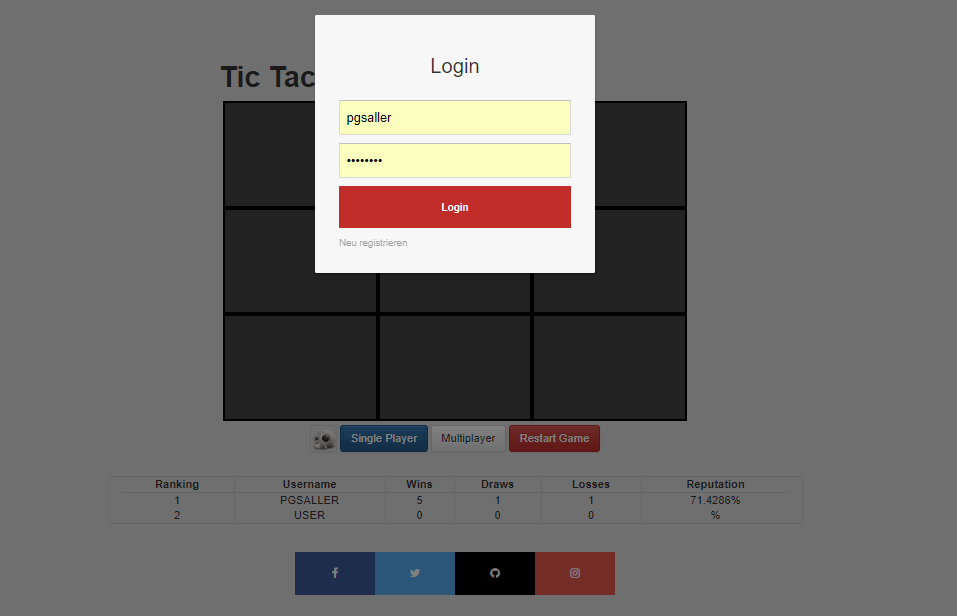 Login
Tic Tac
pgsaller
••••••••
Login
Neu registrieren
Single Player Multiplayer Restart Game
Ranking Username Wins Draws Losses Reputation
1 PGSALLER 5 1 1 71.4286%
2 USER 0 0 0 %